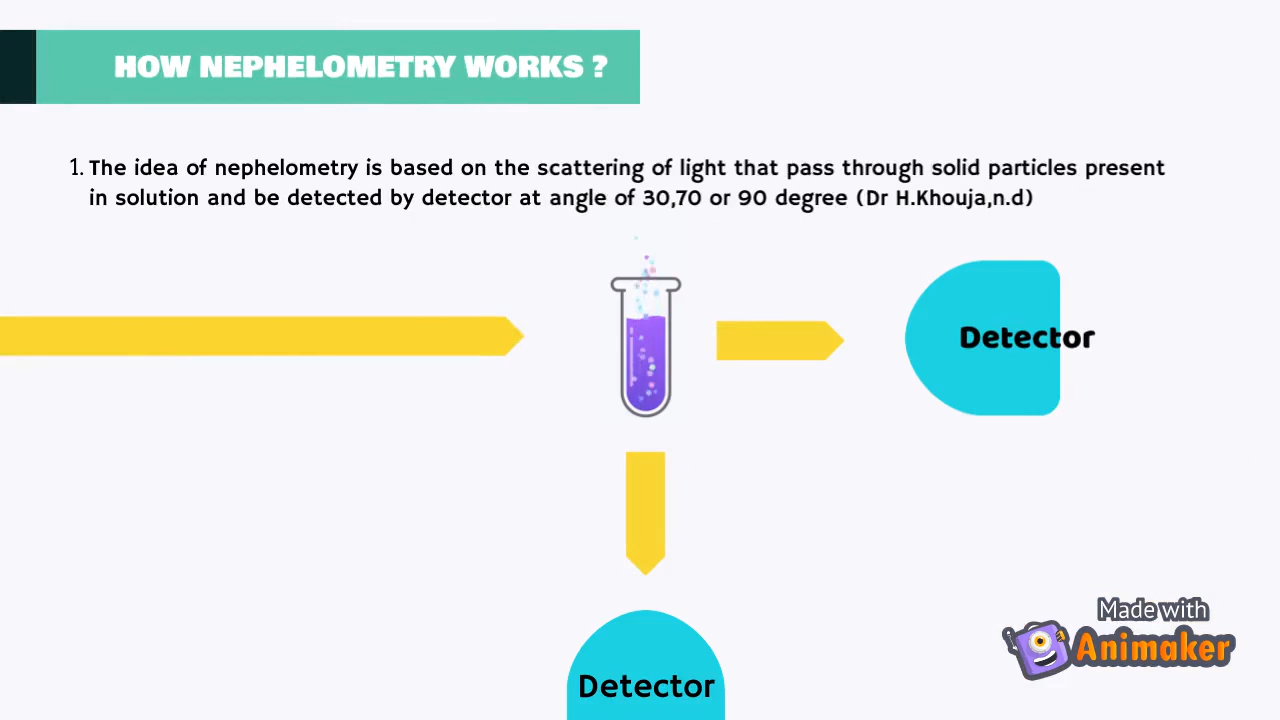 HOW NEPHELOMETRY WORKS ?
1. The idea of nephelometry is based on the scattering of light that pass through solid particles present
in solution and be detected by detector at angle of 30,70 or 90 degree (Dr H.Khouja,n.d)
Detector
Detector
Made with
Animaker